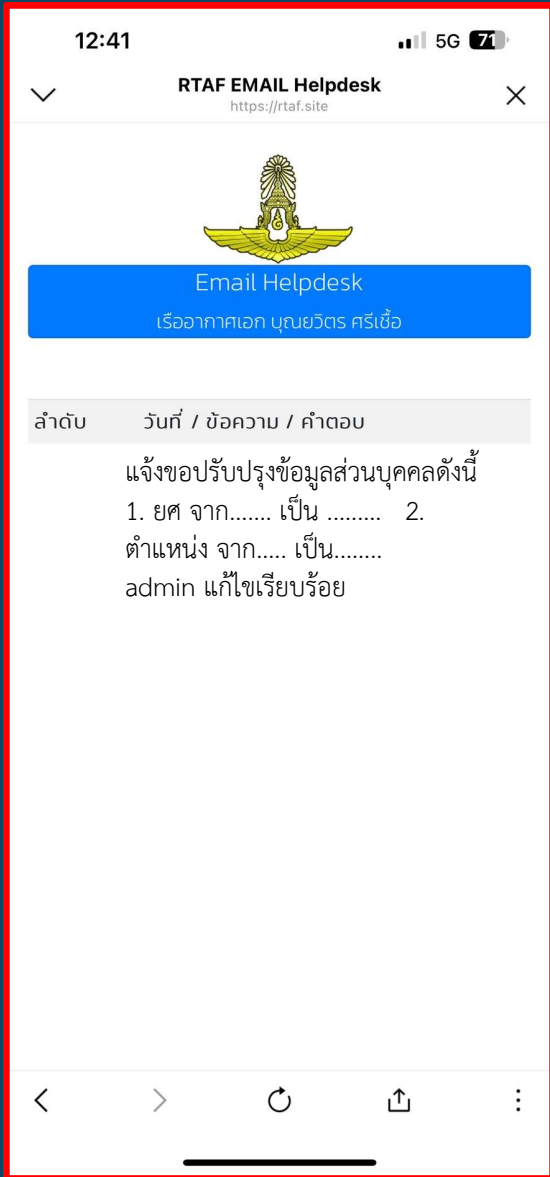 12:41 5G 71
RTAF EMAIL Helpdesk
https://rtaf.site
Email Helpdesk
เรืออากาศเอก บุณยวิตร ศรีเชื้อ
ลำดับ วันที่ / ข้อความ / คำตอบ
แจ้งขอปรับปรุงข้อมูลส่วนบุคคลดังนี้
1. ยศ จาก....... เป็น ......... 2.
ตำแหน่ง จาก..... เป็น........
admin แก้ไขเรียบร้อย